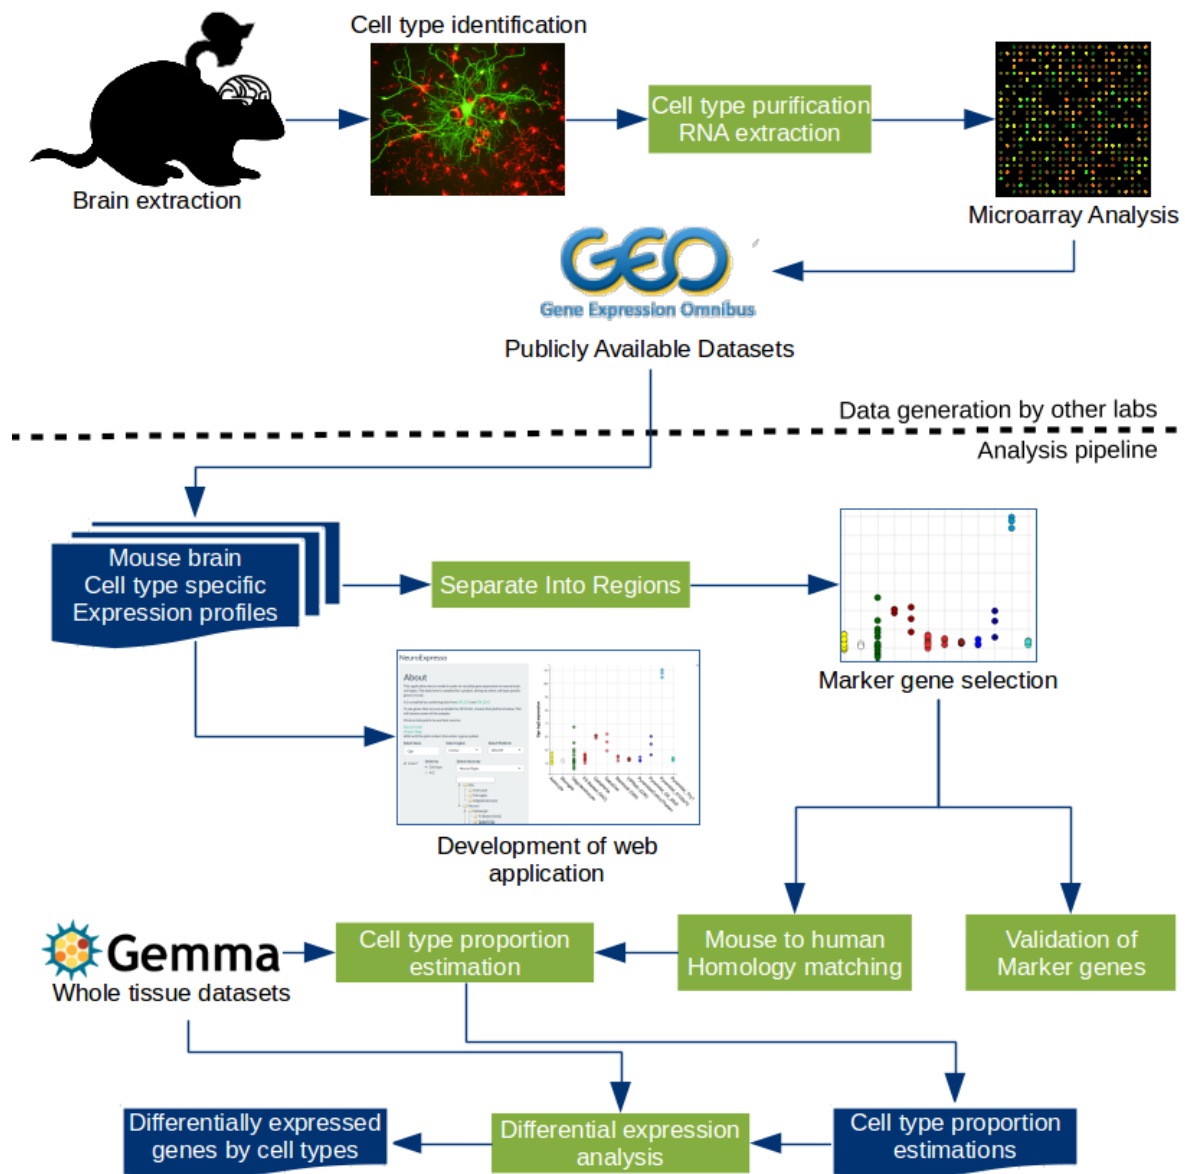 Cell type identification
Cell type purification
RNA extraction
Brain extraction
Microarray Analysis
GEO
Gene Expression Omnibus
Publicly Available Datasets
Data generation by other labs
Analysis pipeline
Mouse brain
Cell type specific
Expression profiles
Separate Into Regions
Marker gene selection
NeuroExpresso
About
Development of web
application
Gemma
Whole tissue datasets
Cell type proportion
estimation
Mouse to human
Homology matching
Validation of
Marker genes
Differentially expressed
genes by cell types
Differential expression
analysis
Cell type proportion
estimations